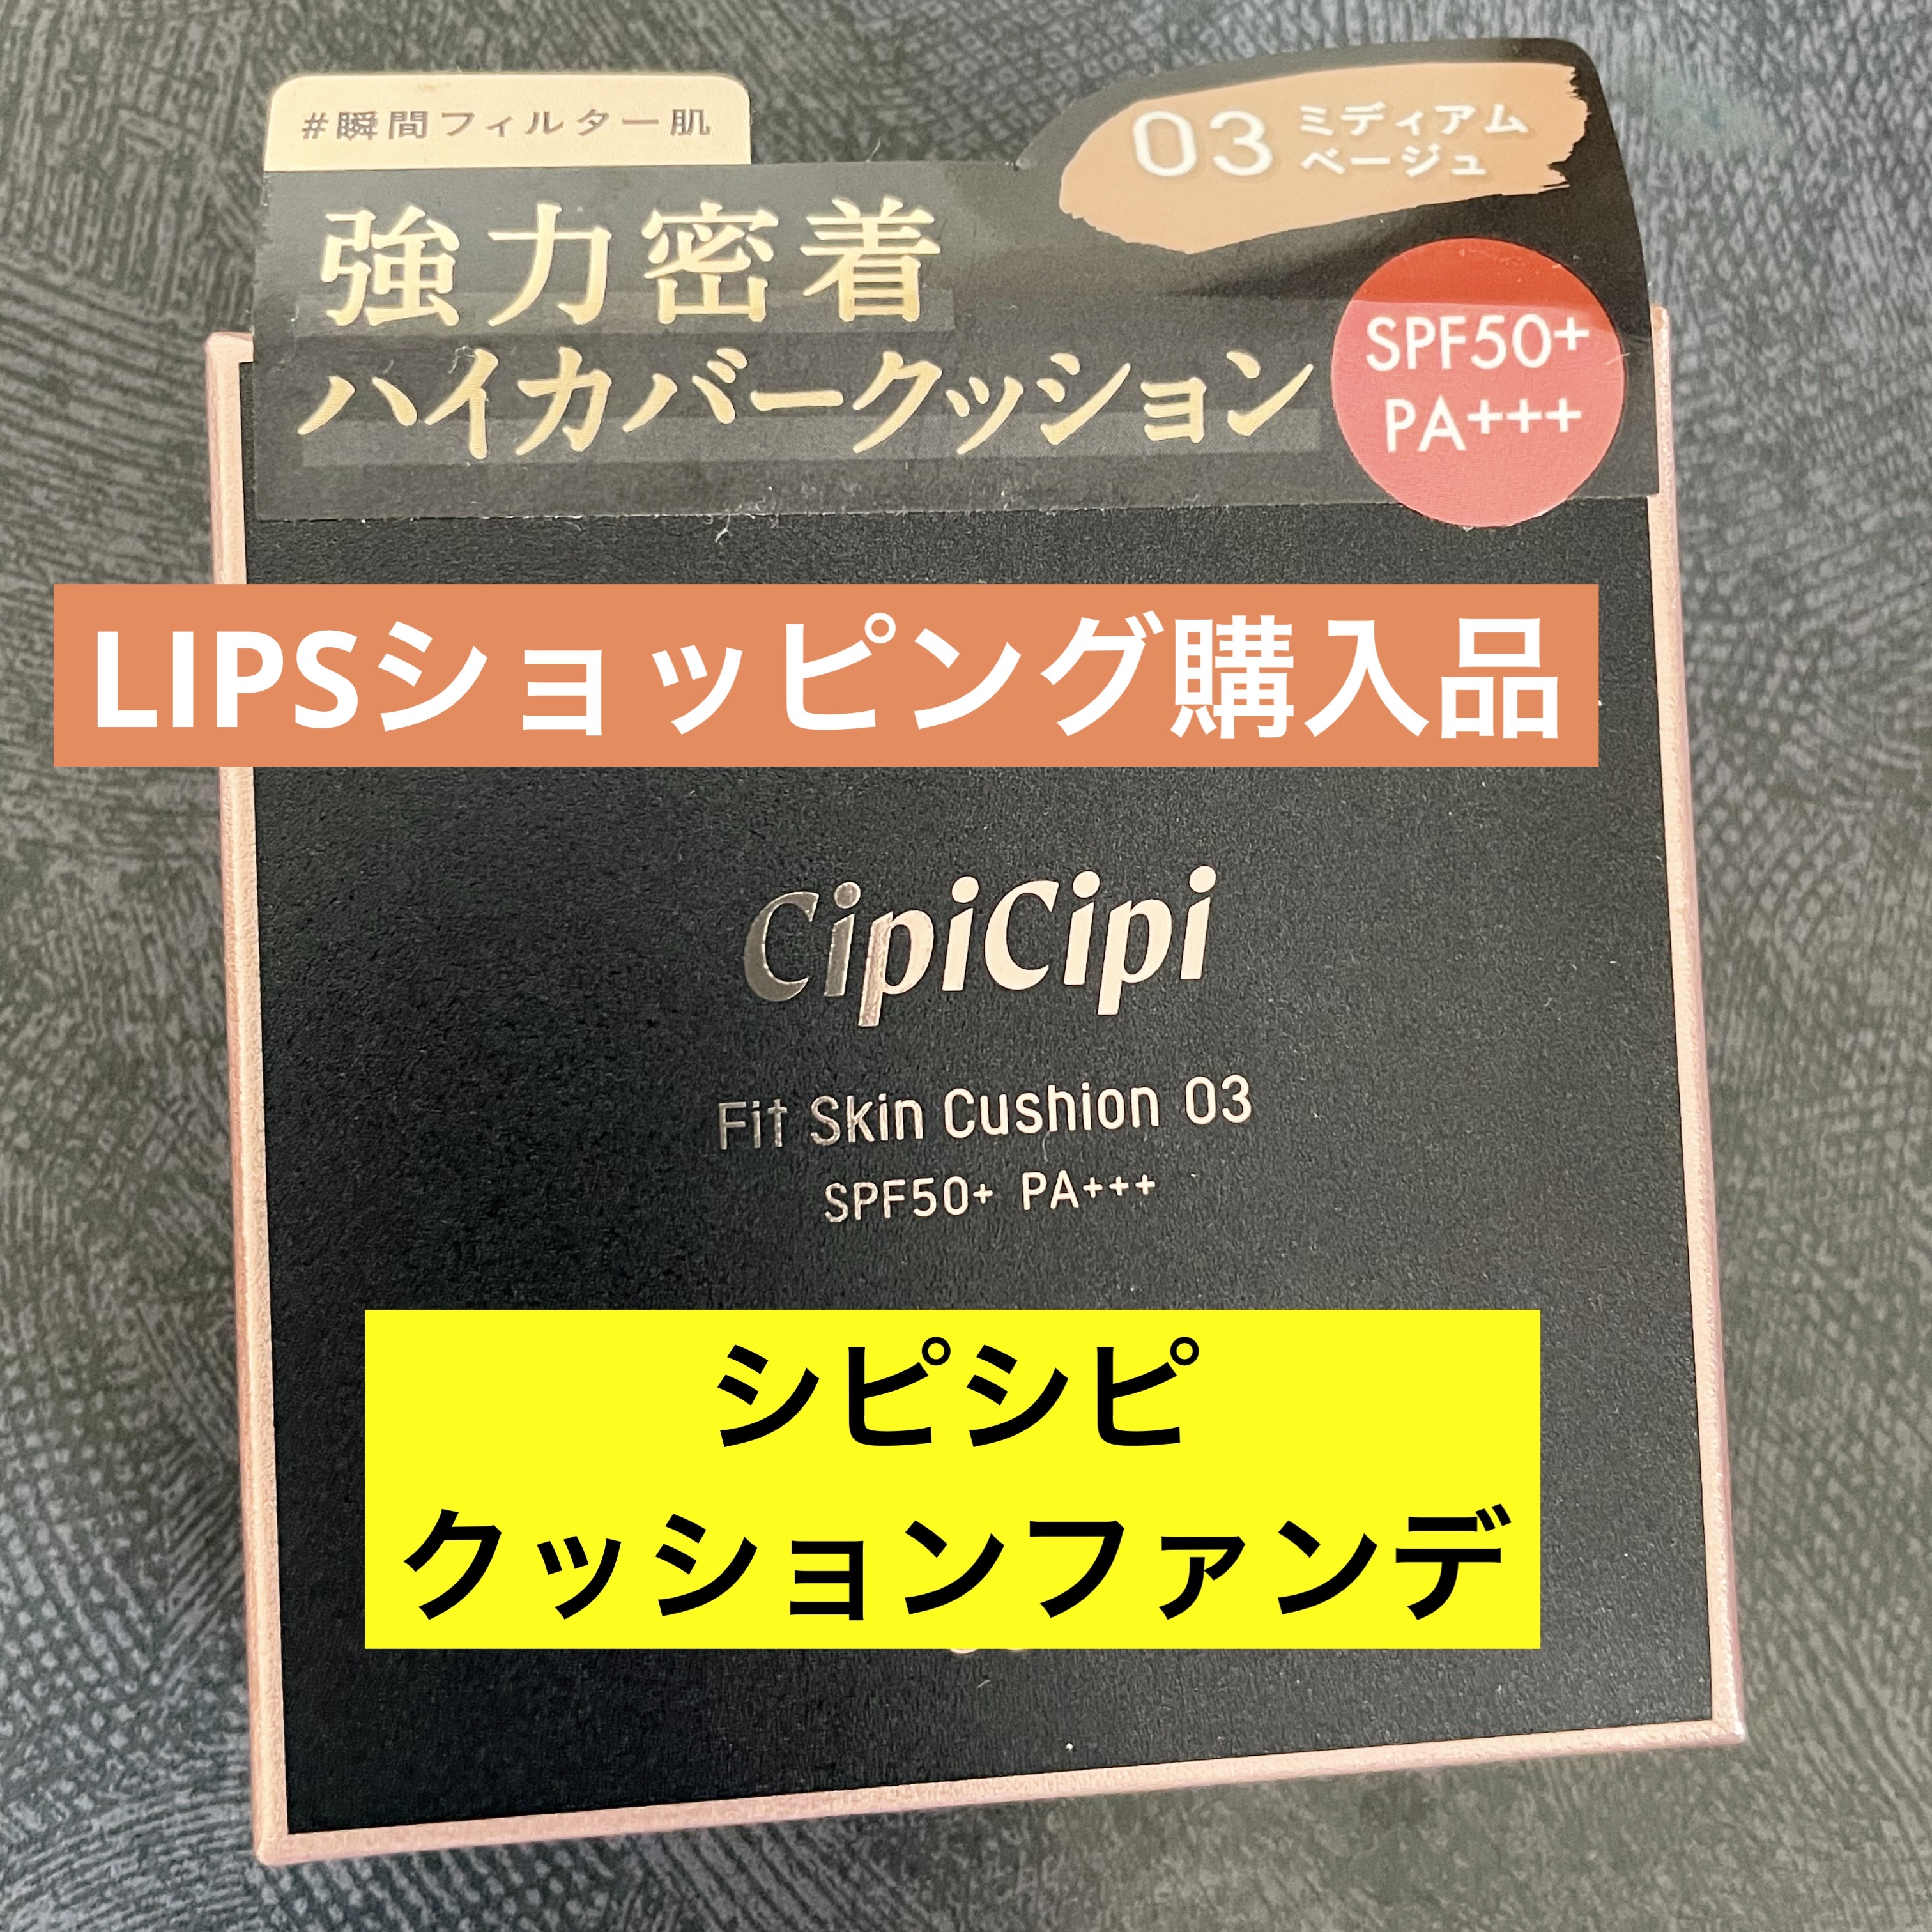 #瞬間フィルター肌
03 ミディアム
ベージュ
強力密着
ハイカバークッション
SPF50+
PA+++
LIPSショッピング購入品
CipiCipi
Fit Skin Cushion 03
SPF50+ PA+++
シピシピ
クッションファンデ